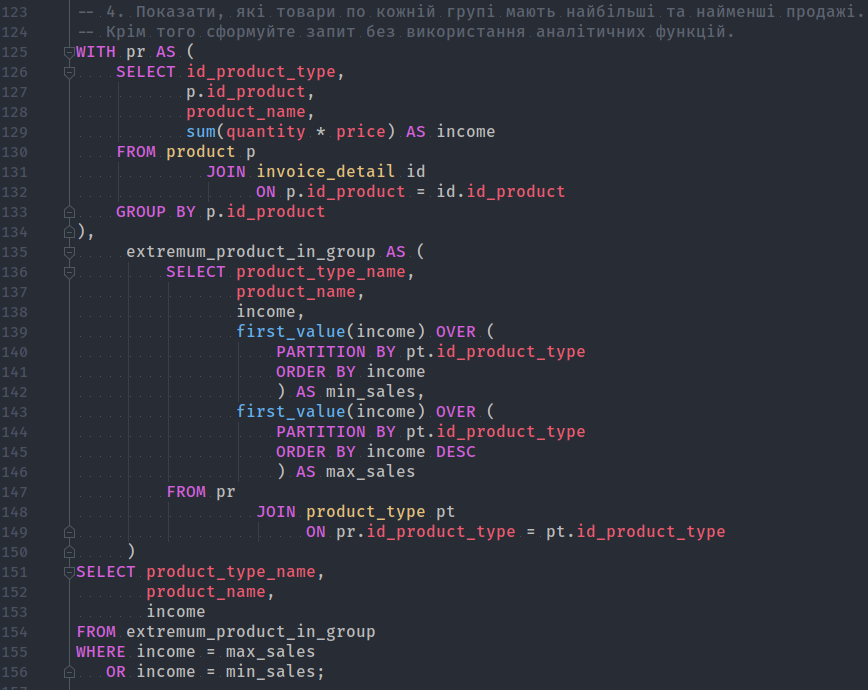 123 -- 4. Показати, які товари по кожній групі мають найбільші та найменші продажі.
124 -- Крім того сформуйте запит без використання аналітичних функцій.
125 WITH pr AS (
126     SELECT id_product_type,
127            p.id_product,
128            product_name,
129            sum(quantity * price) AS income
130     FROM product p
131              JOIN invoice_detail id
132                   ON p.id_product = id.id_product
133     GROUP BY p.id_product
134 ),
135      extremum_product_in_group AS (
136          SELECT product_type_name,
137                 product_name,
138                 income,
139                 first_value(income) OVER (
140                     PARTITION BY pt.id_product_type
141                     ORDER BY income
142                     ) AS min_sales,
143                 first_value(income) OVER (
144                     PARTITION BY pt.id_product_type
145                     ORDER BY income DESC
146                     ) AS max_sales
147          FROM pr
148                   JOIN product_type pt
149                        ON pr.id_product_type = pt.id_product_type
150      )
151 SELECT product_type_name,
152        product_name,
153        income
154 FROM extremum_product_in_group
155 WHERE income = max_sales
156    OR income = min_sales;